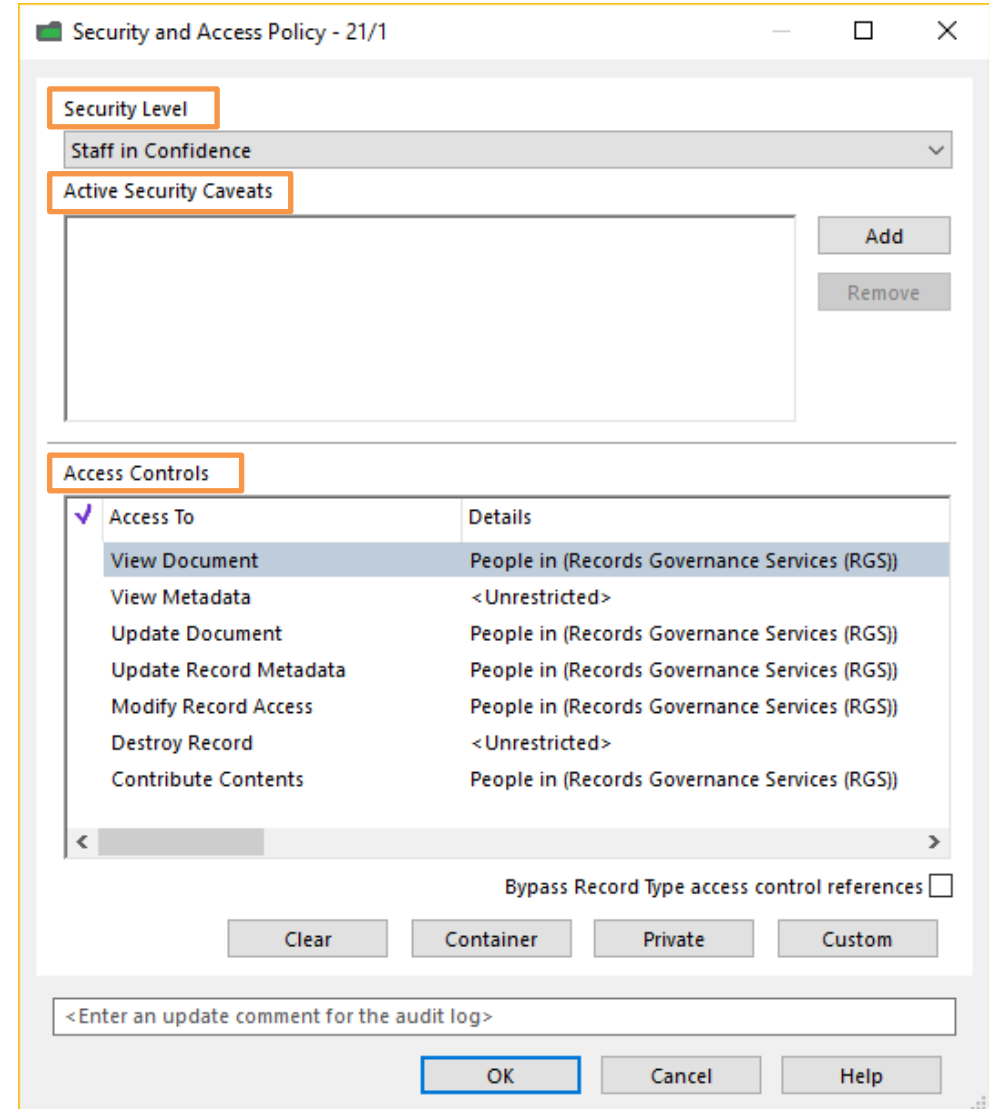 Security and Access Policy - 21/1
Security Level
Staff in Confidence
Active Security Caveats
Add
Remove
Access Controls
Access To Details
View Document People in (Records Governance Services (RGS))
View Metadata <Unrestricted>
Update Document People in (Records Governance Services (RGS))
Update Record Metadata People in (Records Governance Services (RGS))
Modify Record Access People in (Records Governance Services (RGS))
Destroy Record <Unrestricted>
Contribute Contents People in (Records Governance Services (RGS))
Bypass Record Type access control references
Clear Container Private Custom
<Enter an update comment for the audit log>
OK Cancel Help